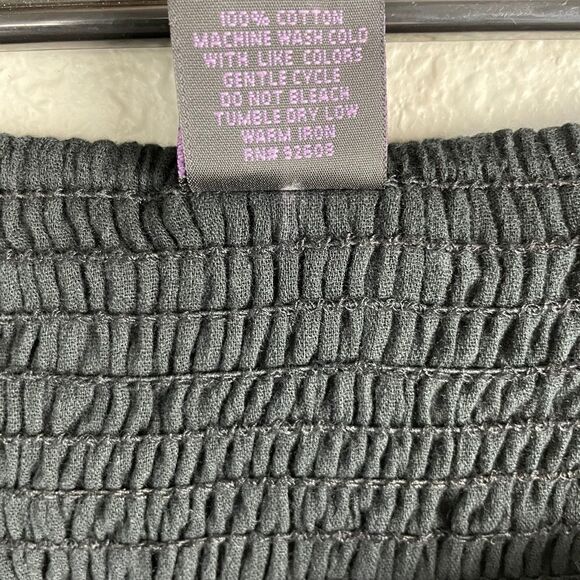 100% COTTON
MACHINE WASH COLD
WITH LIKE COLORS
GENTLE CYCLE
DO NOT BLEACH
TUMBLE DRY LOW
WARM IRON
RN# 92608